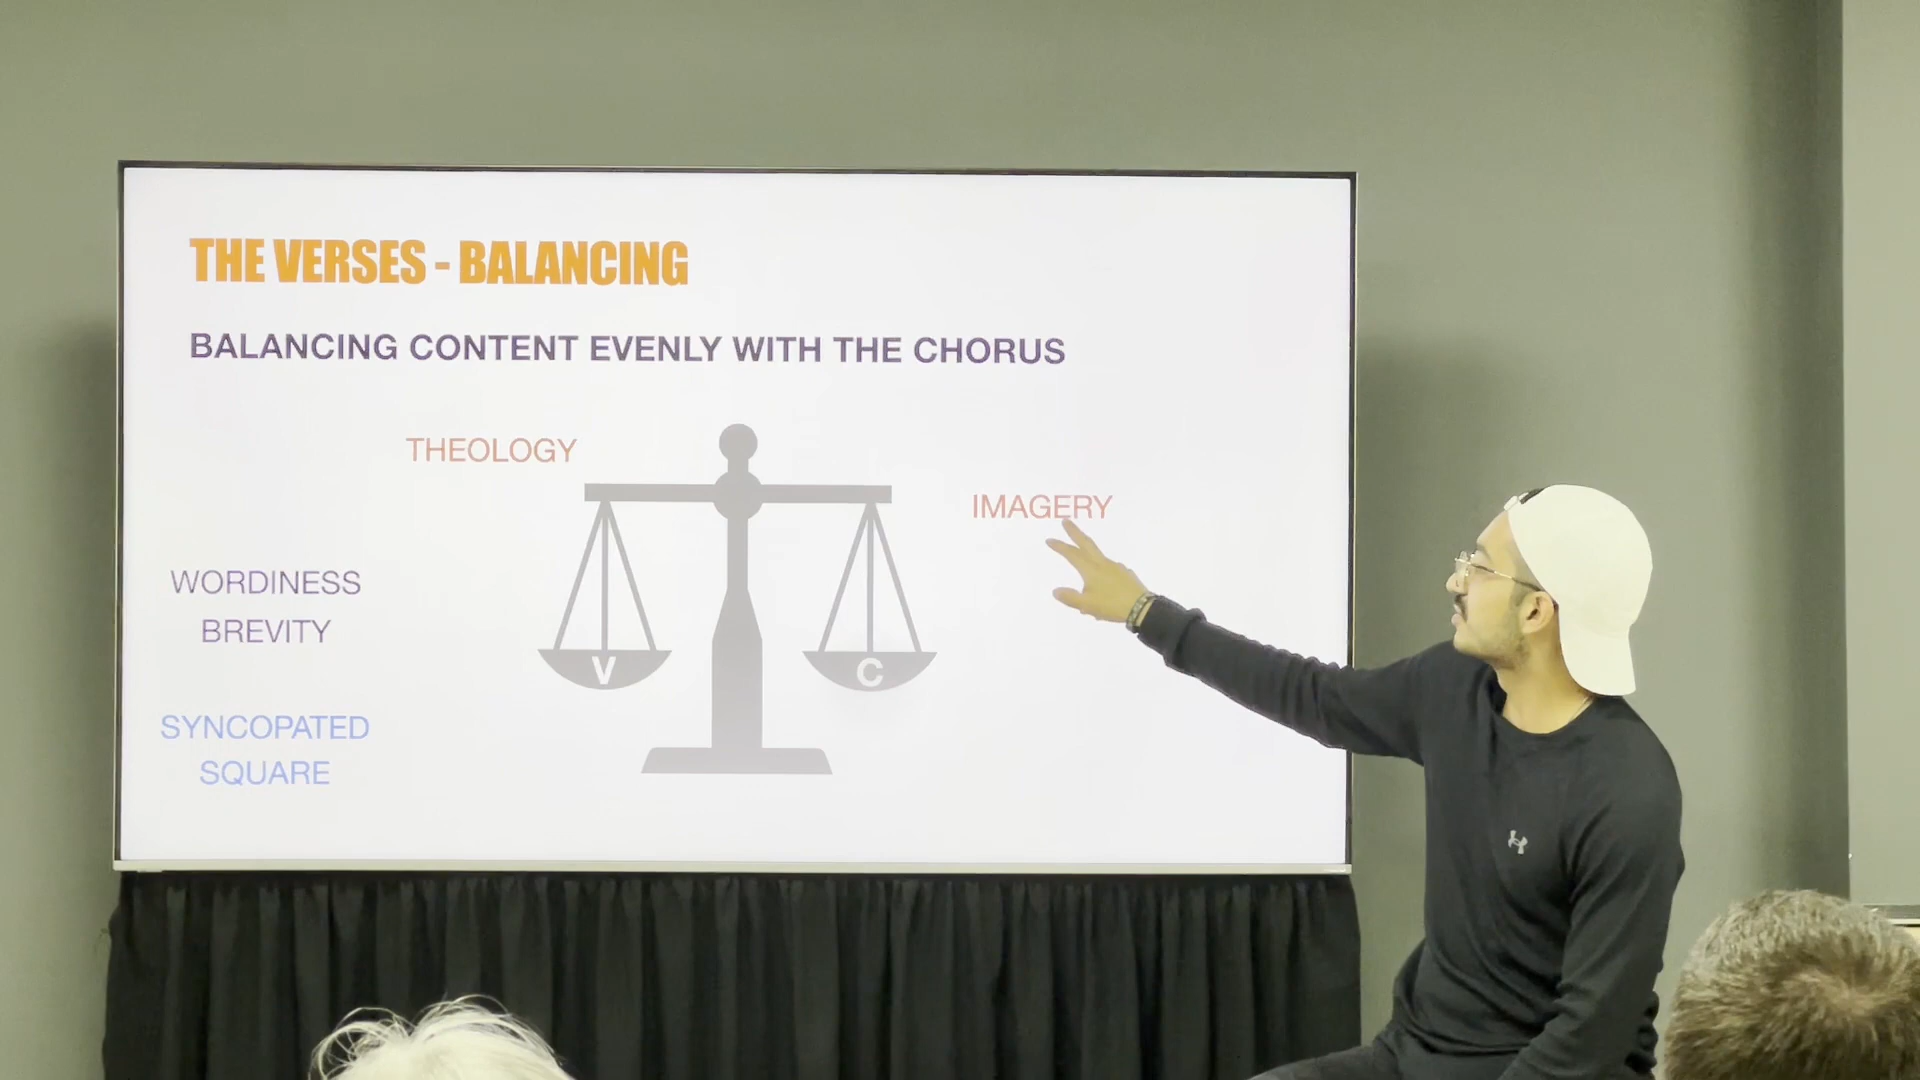 THE VERSES - BALANCING
BALANCING CONTENT EVENLY WITH THE CHORUS
THEOLOGY
IMAGERY
WORDINESS
BREVITY
V
C
SYNCOPATED
SQUARE